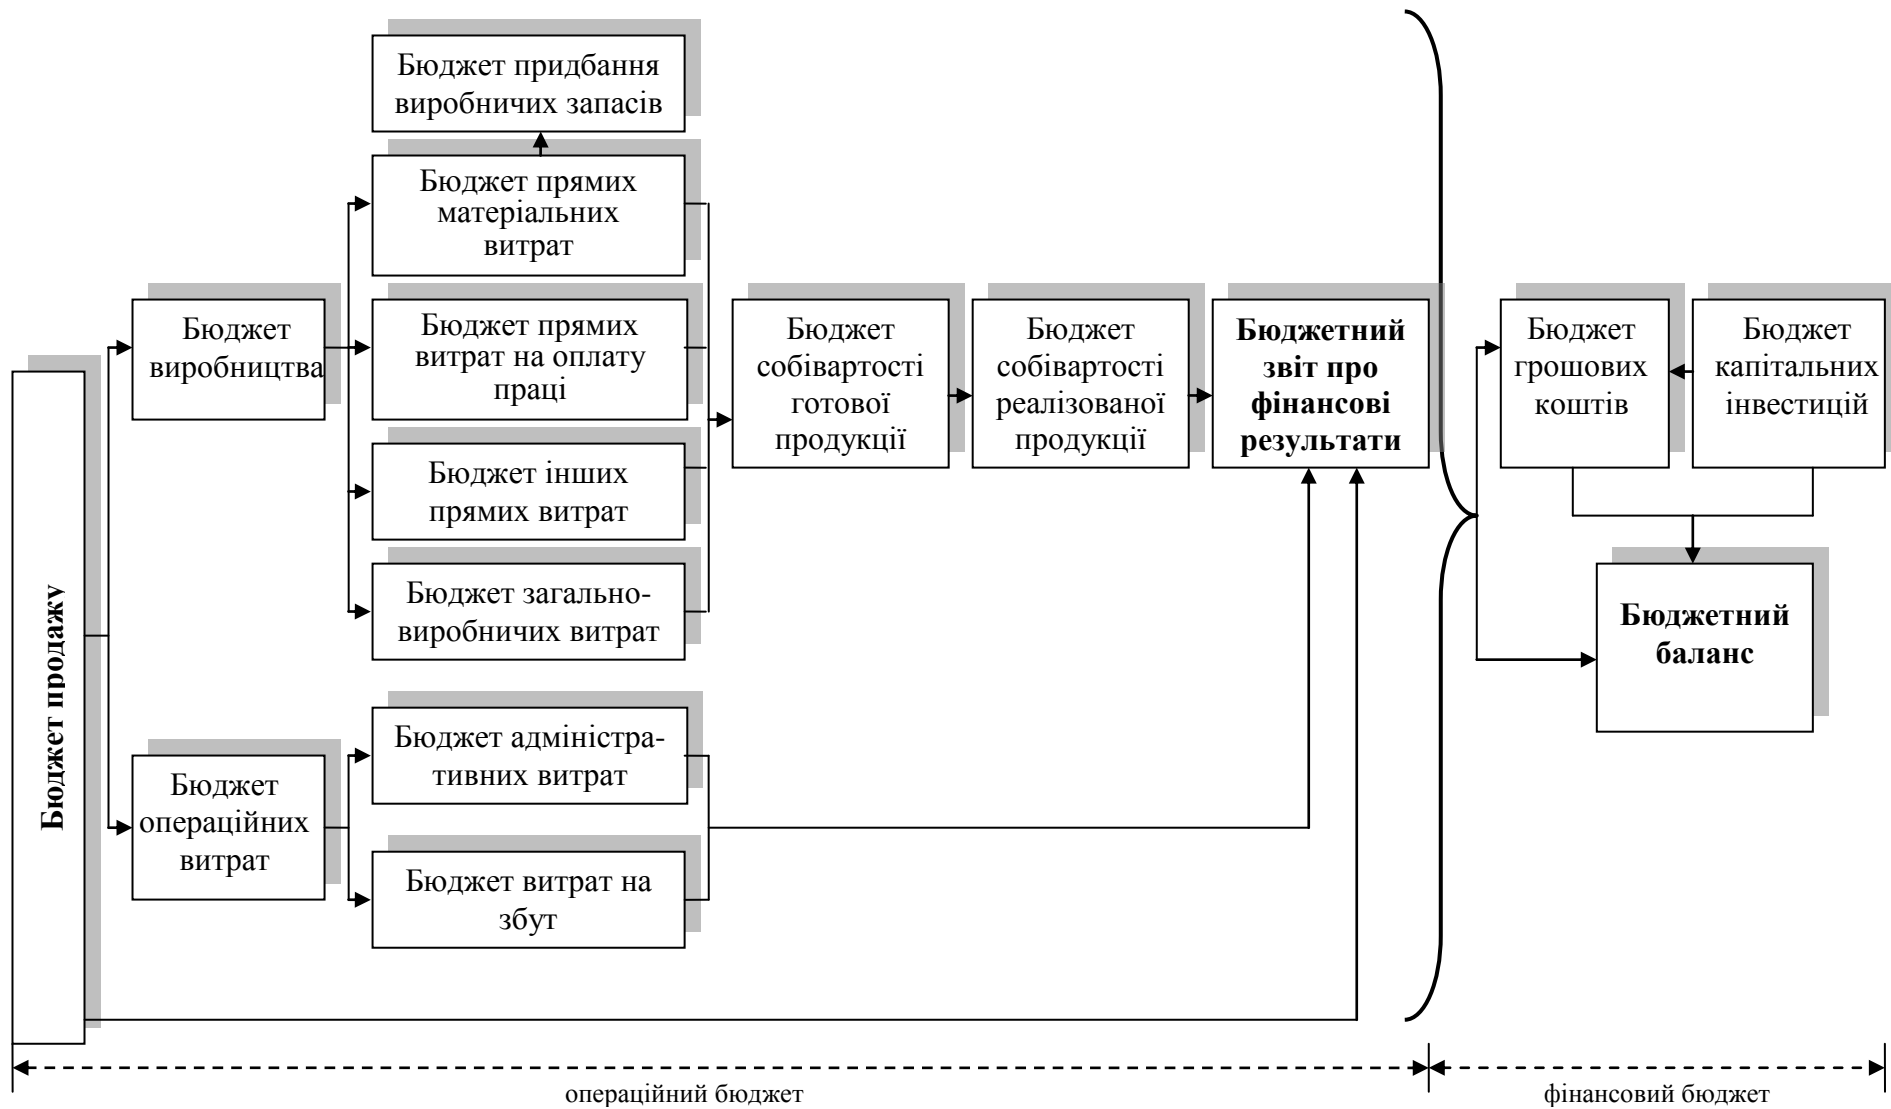 Бюджет придбання
виробничих запасів
Бюджет прямих
матеріальних
витрат
Бюджет
виробництва
Бюджет прямих
витрат на оплату
праці
Бюджет інших
прямих витрат
Бюджет загально-
виробничих витрат
Бюджет
собівартості
готової
продукції
Бюджет
собівартості
реалізованої
продукції
Бюджетний
звіт про
фінансові
результати
Бюджет
грошових
коштів
Бюджет
капітальних
інвестицій
Бюджетний
баланс
Бюджет продажу
Бюджет
операційних
витрат
Бюджет адміністра-
тивних витрат
Бюджет витрат на
збут
операційний бюджет
фінансовий бюджет